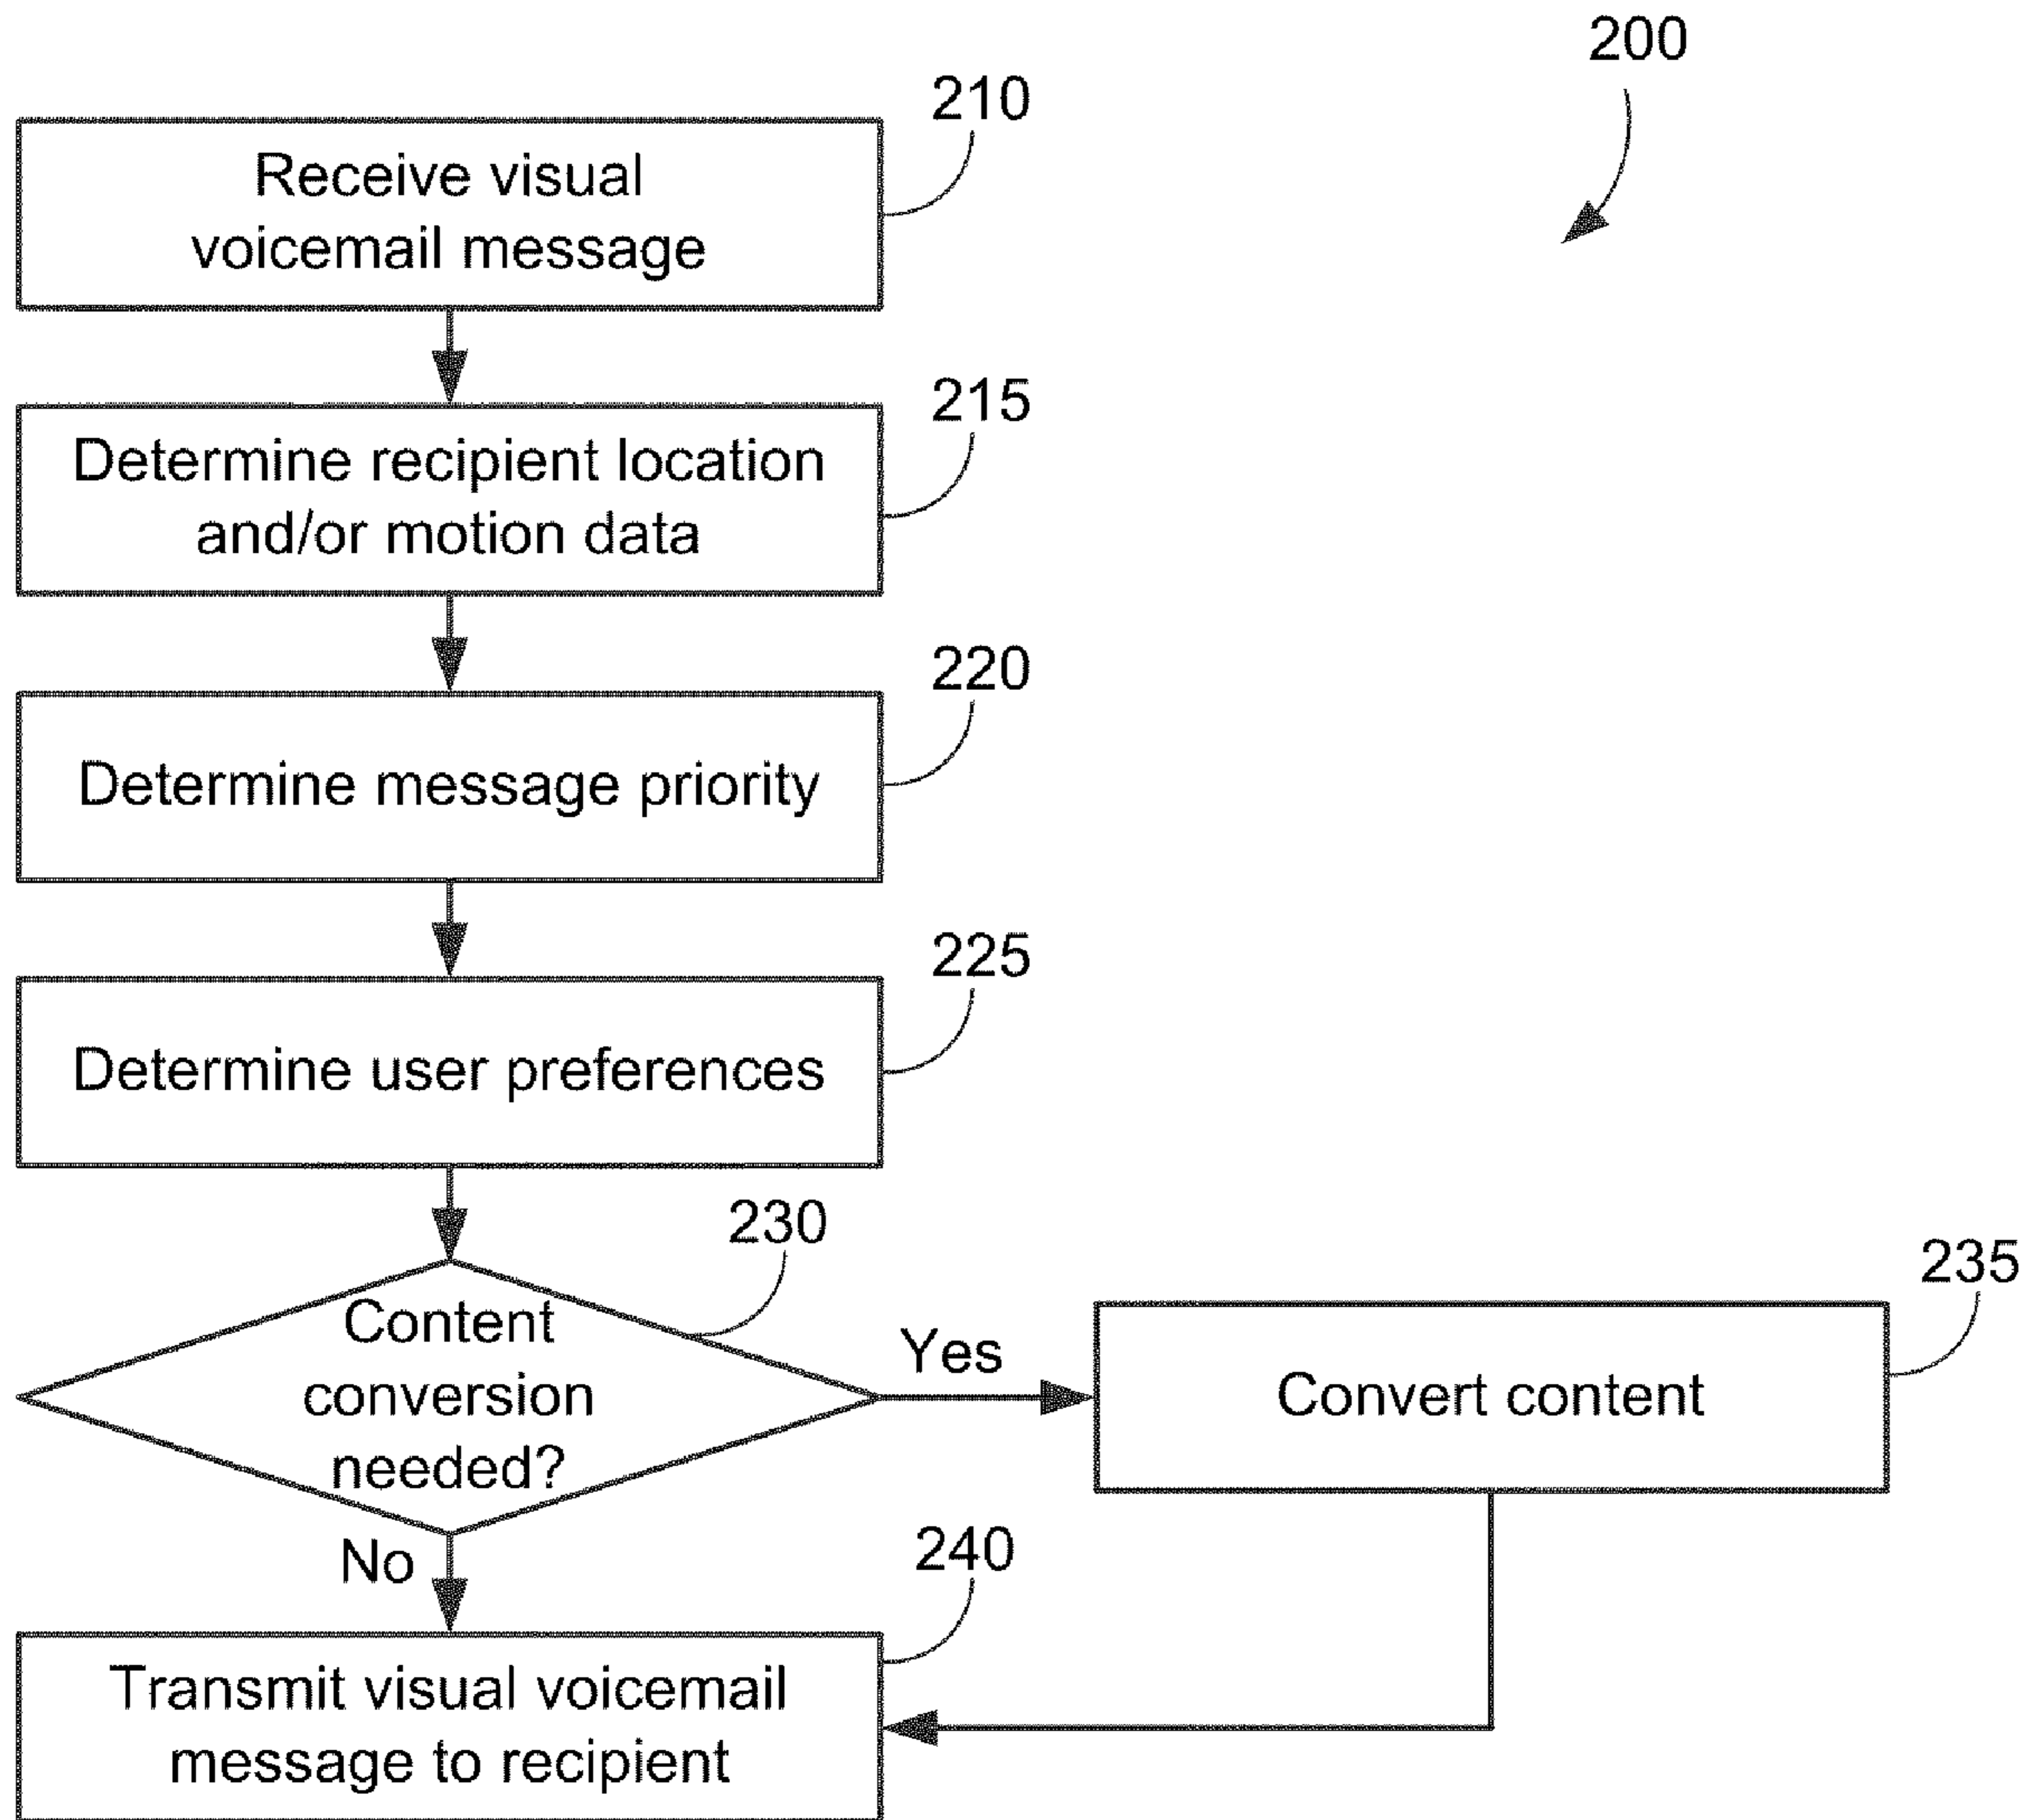 200
210
Receive visual
voicemail message
215
Determine recipient location
and/or motion data
220
Determine message priority
225
Determine user preferences
230
Content
conversion
needed?
Yes
235
Convert content
No
240
Transmit visual voicemail
message to recipient